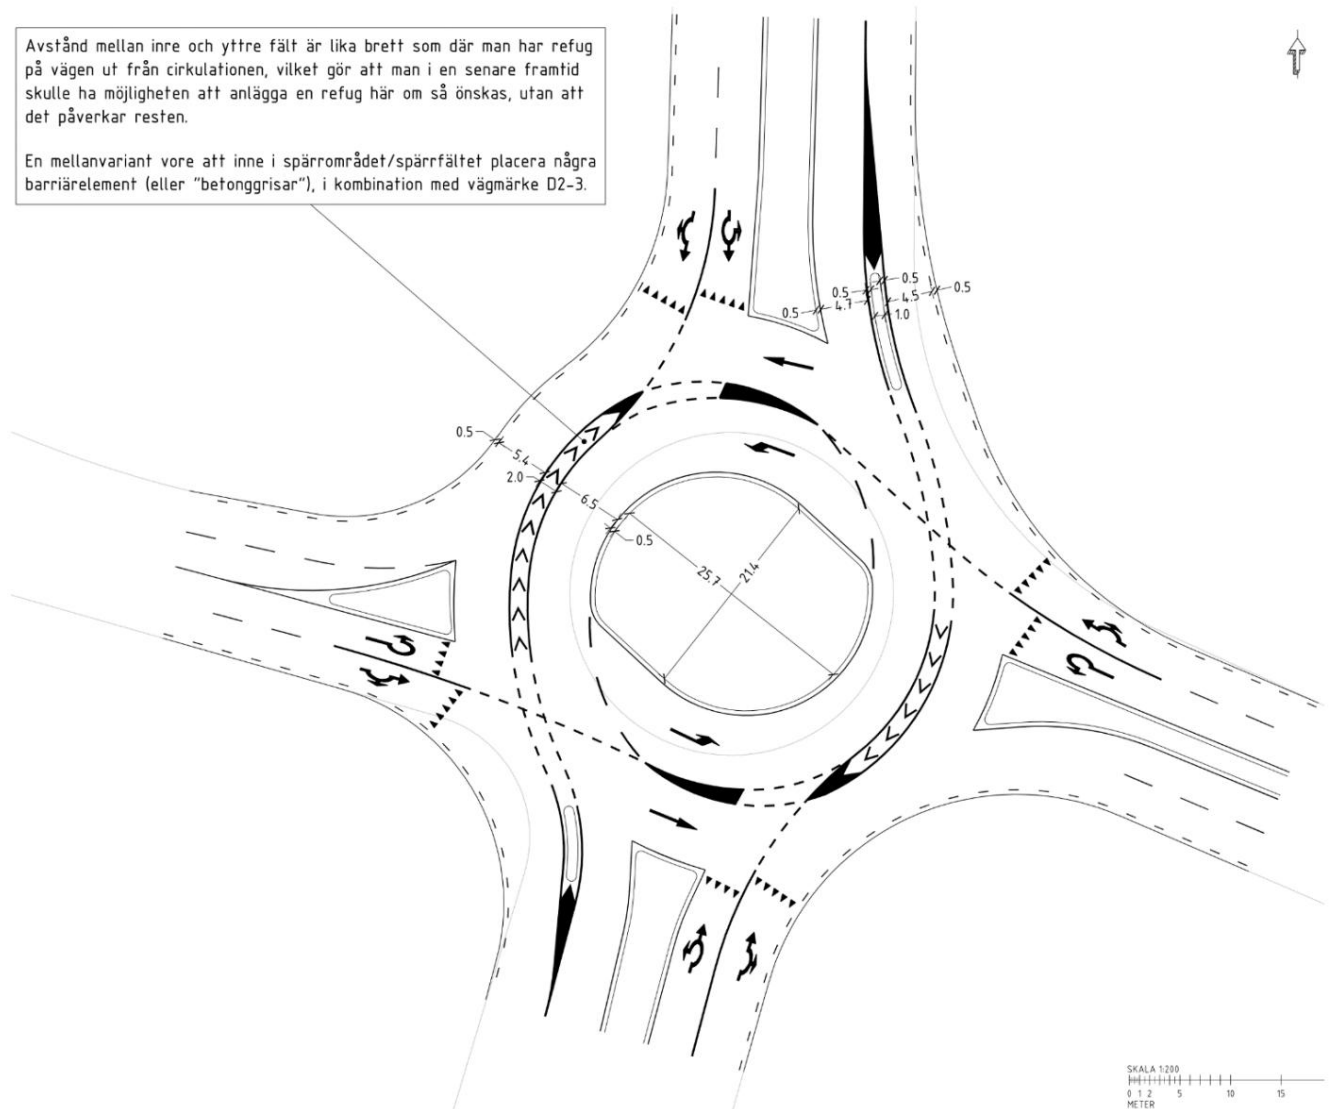 Avstånd mellan inre och yttre fält är lika brett som där man har refug
på vägen ut från cirkulationen, vilket gör att man i en senare framtid
skulle ha möjligheten att anlägga en refug här om så önskas, utan att
det påverkar resten.
En mellanvariant vore att inne i spärrområdet/spärrfältet placera några
barriärelement (eller "betonggrisar"), i kombination med vägmärke D2-3.
0.5
0.5
4.7
0.5
4.5
0.5
1.0
0.5
5.4
2.0
6.5
0.5
25.7
21.4
SKALA 1:200
0 1 2 5 10 15
METER